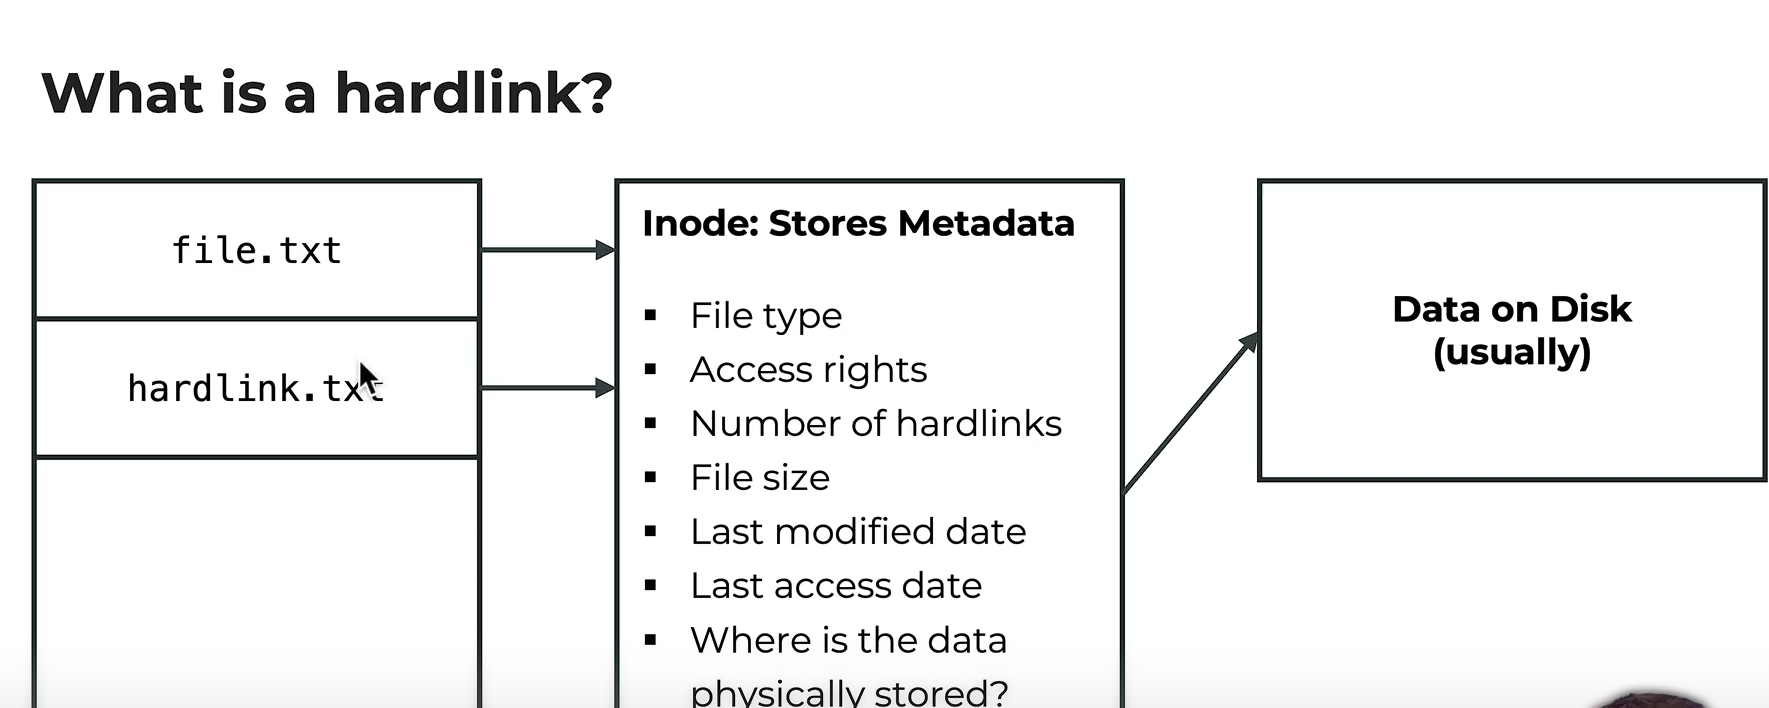 What is a hardlink?
file.txt
hardlink.txt
Inode: Stores Metadata
▪ File type
▪ Access rights
▪ Number of hardlinks
▪ File size
▪ Last modified date
▪ Last access date
▪ Where is the data
physically stored?
Data on Disk
(usually)